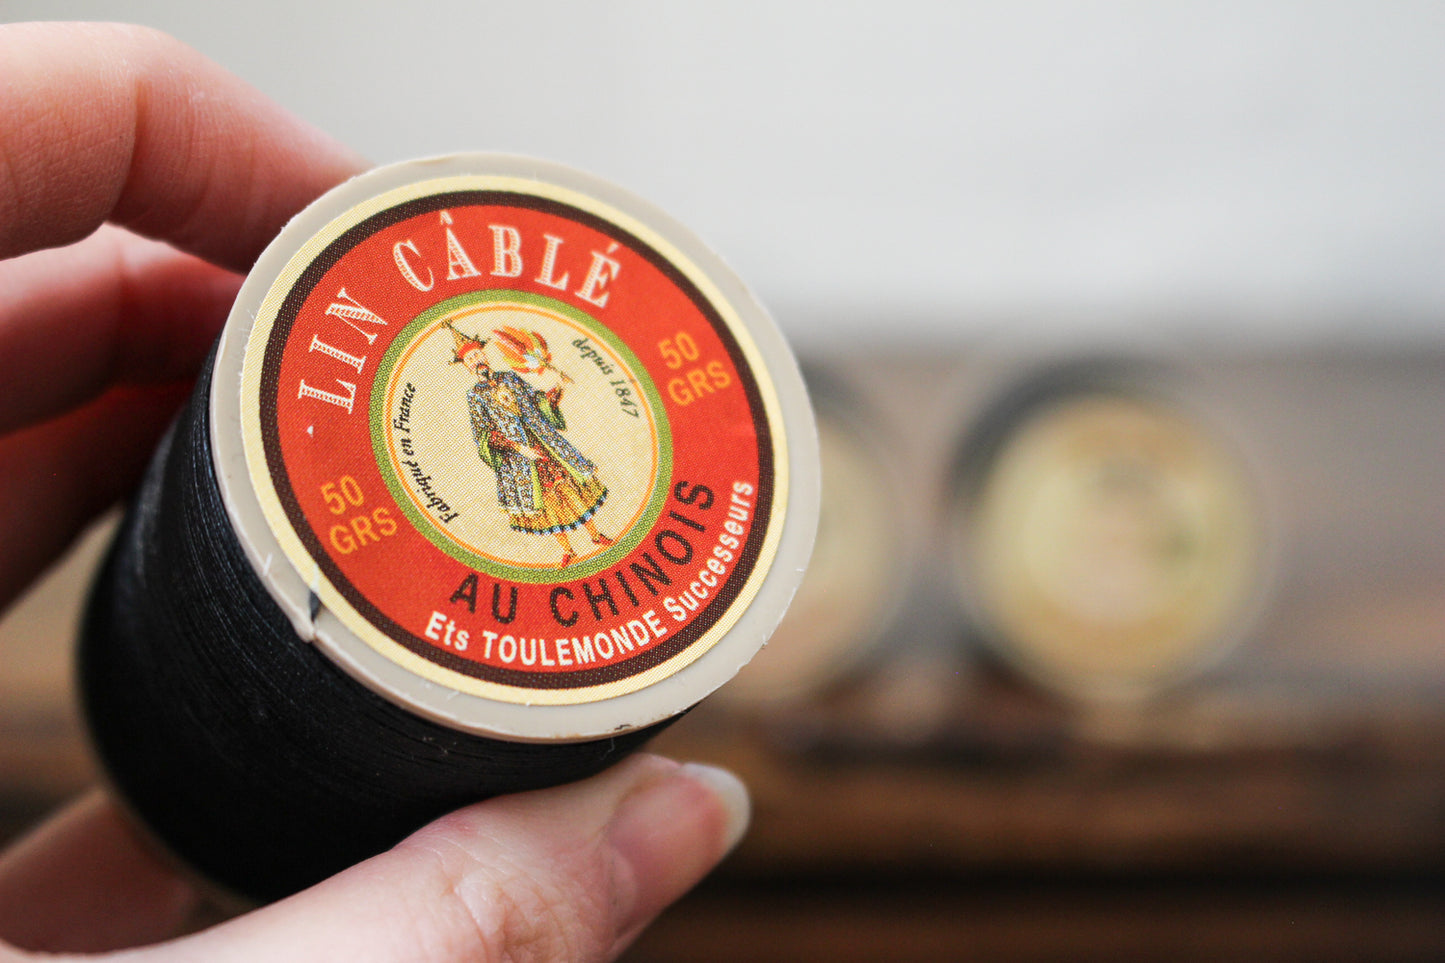 LIN CÂBLÉ
50
GRS
50
GRS
Fabriqué en France
depuis 1847
AU CHINOIS
Ets TOULEMONDE Successeurs